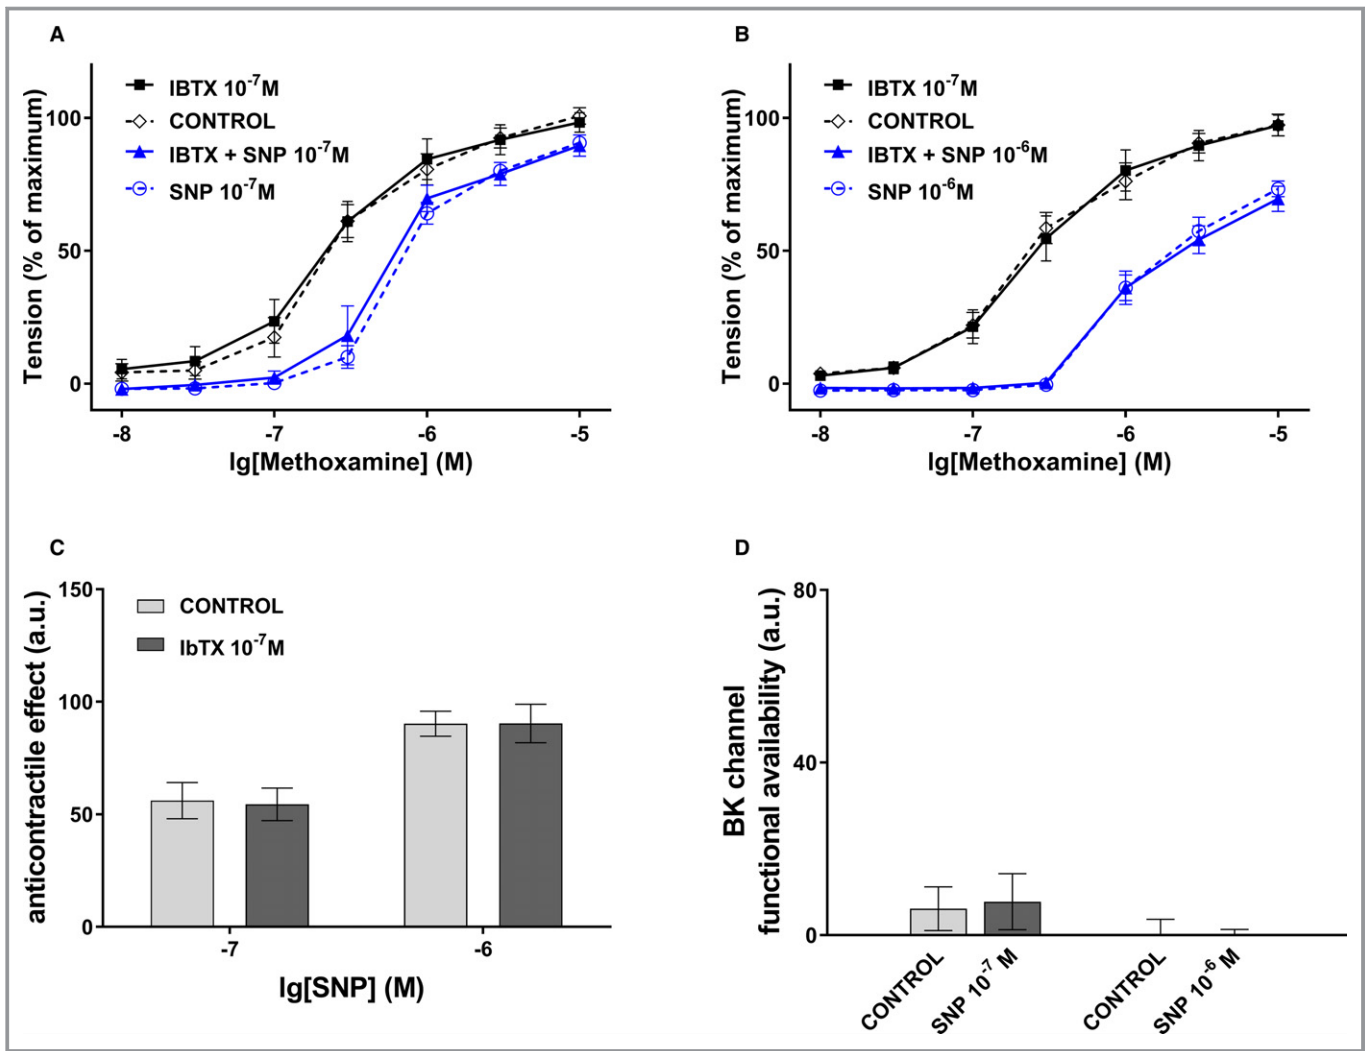 A
IBTX 10⁻⁷M
CONTROL
IBTX + SNP 10⁻⁷M
SNP 10⁻⁷M
Tension (% of maximum)
100
50
0
-8 -7 -6 -5
lg[Methoxamine] (M)
B
IBTX 10⁻⁷M
CONTROL
IBTX + SNP 10⁻⁶M
SNP 10⁻⁶M
Tension (% of maximum)
100
50
0
-8 -7 -6 -5
lg[Methoxamine] (M)
C
CONTROL
IbTX 10⁻⁷M
anticontractile effect (a.u.)
150
100
50
0
-7 -6
lg[SNP] (M)
D
BK channel
functional availability (a.u.)
80
40
0
CONTROL
SNP 10⁻⁷ M
CONTROL
SNP 10⁻⁶ M